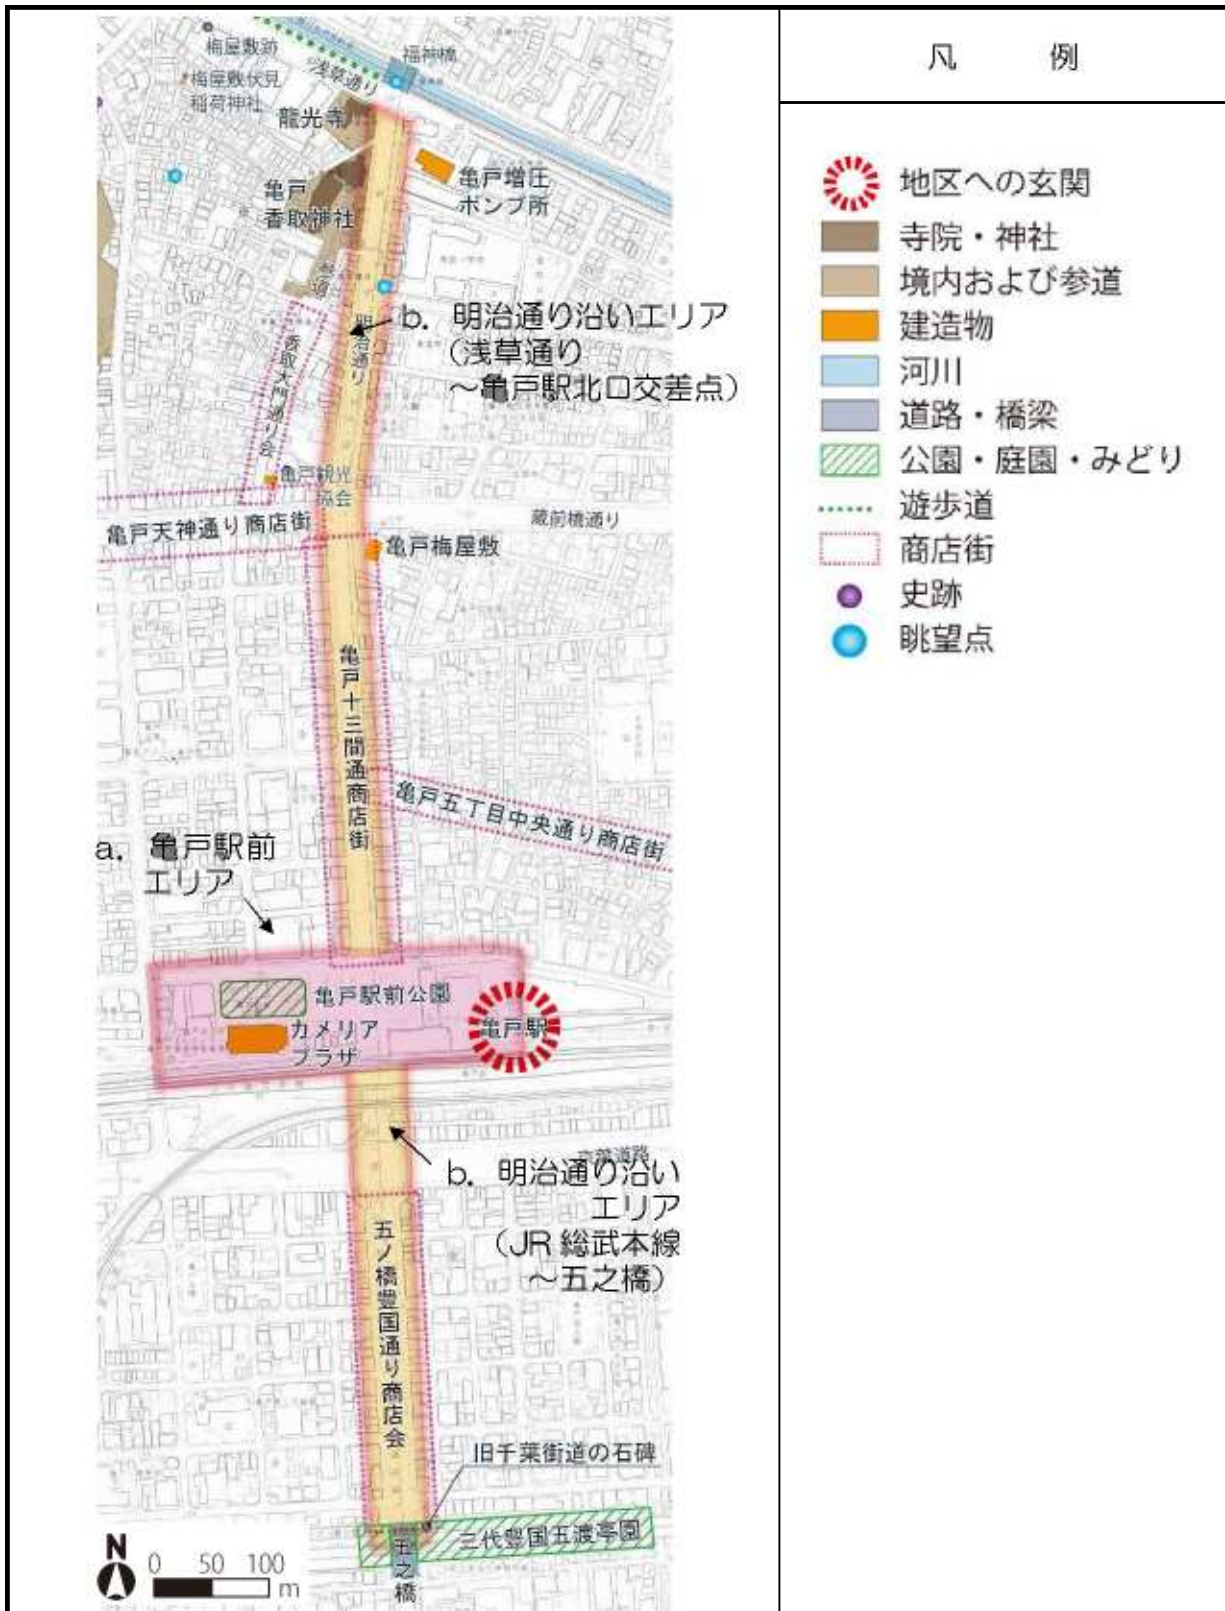 梅屋敷跡
福神橋
浅草通り
梅屋敷伏見
稲荷神社
龍光寺
亀戸増圧
ポンプ所
亀戸
香取神社
参道
b. 明治通り沿いエリア
(浅草通り
～亀戸駅北口交差点)
明治通り
香取大門通り会
亀戸観光
協会
亀戸天神通り商店街
蔵前橋通り
亀戸梅屋敷
亀戸十三間通商店街
亀戸五丁目中央通り商店街
a. 亀戸駅前
エリア
亀戸駅前公園
カメリア
プラザ
亀戸駅
京葉道路
b. 明治通り沿い
エリア
(JR 総武本線
～五之橋)
五ノ橋豊国通り商店会
旧千葉街道の石碑
三代豊国五渡亭園
五之橋
N
0 50 100
m
凡 例
地区への玄関
寺院・神社
境内および参道
建造物
河川
道路・橋梁
公園・庭園・みどり
遊歩道
商店街
史跡
眺望点